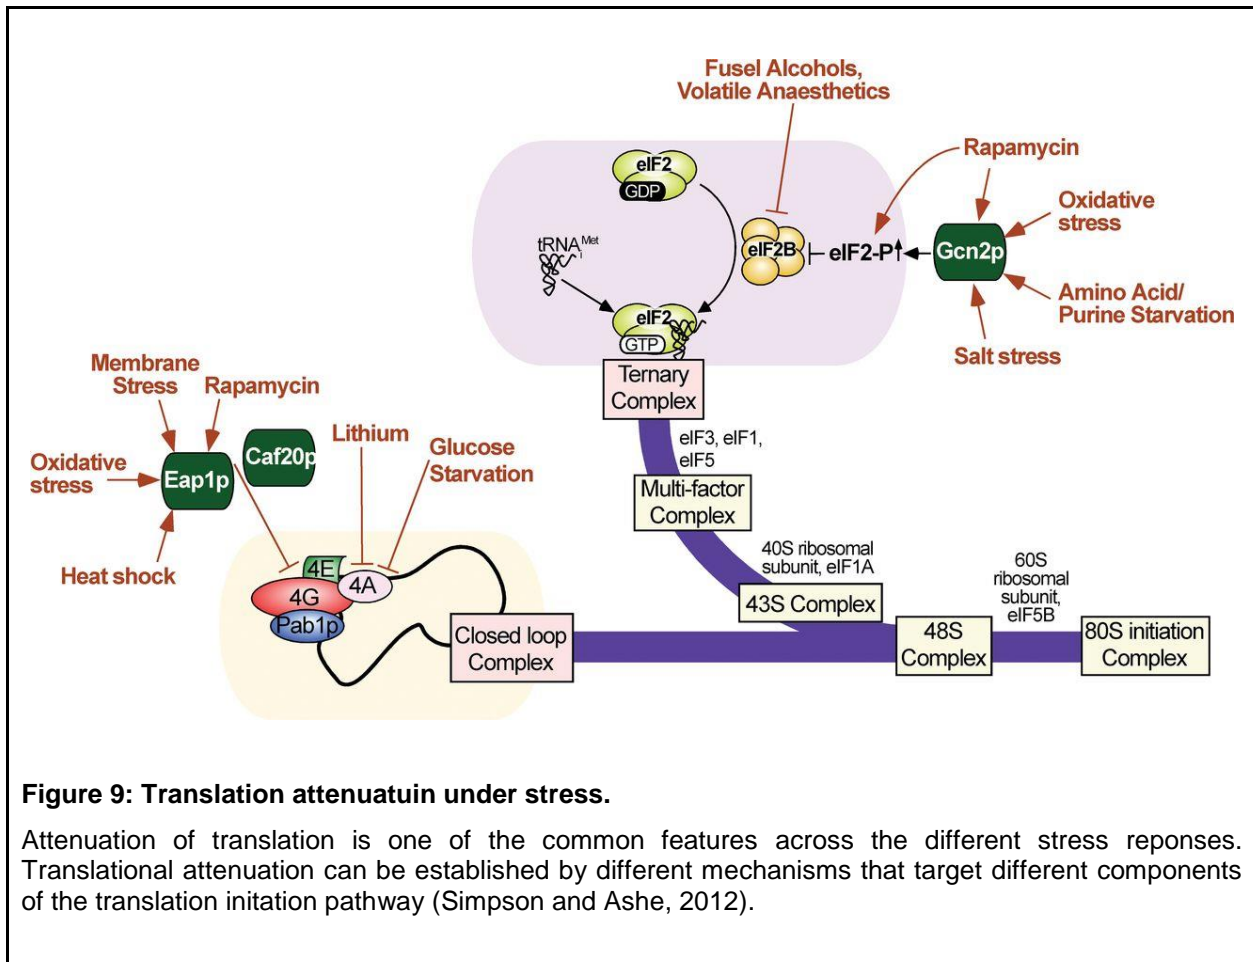 Fusel Alcohols,
Volatile Anaesthetics
eIF2
GDP
Rapamycin
Oxidative
stress
tRNAMet
i
eIF2B
eIF2-P
Gcn2p
Amino Acid/
Purine Starvation
eIF2
GTP
Salt stress
Ternary
Complex
Membrane
Stress
Rapamycin
Lithium
Glucose
Starvation
Caf20p
Oxidative
stress
Eap1p
Heat shock
eIF3, eIF1,
eIF5
Multi-factor
Complex
4E
4A
4G
Pab1p
40S ribosomal
subunit, eIF1A
43S Complex
60S
ribosomal
subunit,
eIF5B
Closed loop
Complex
48S
Complex
80S initiation
Complex
Figure 9: Translation attenuatuin under stress.
Attenuation of translation is one of the common features across the different stress reponses.
Translational attenuation can be established by different mechanisms that target different components
of the translation initation pathway (Simpson and Ashe, 2012).